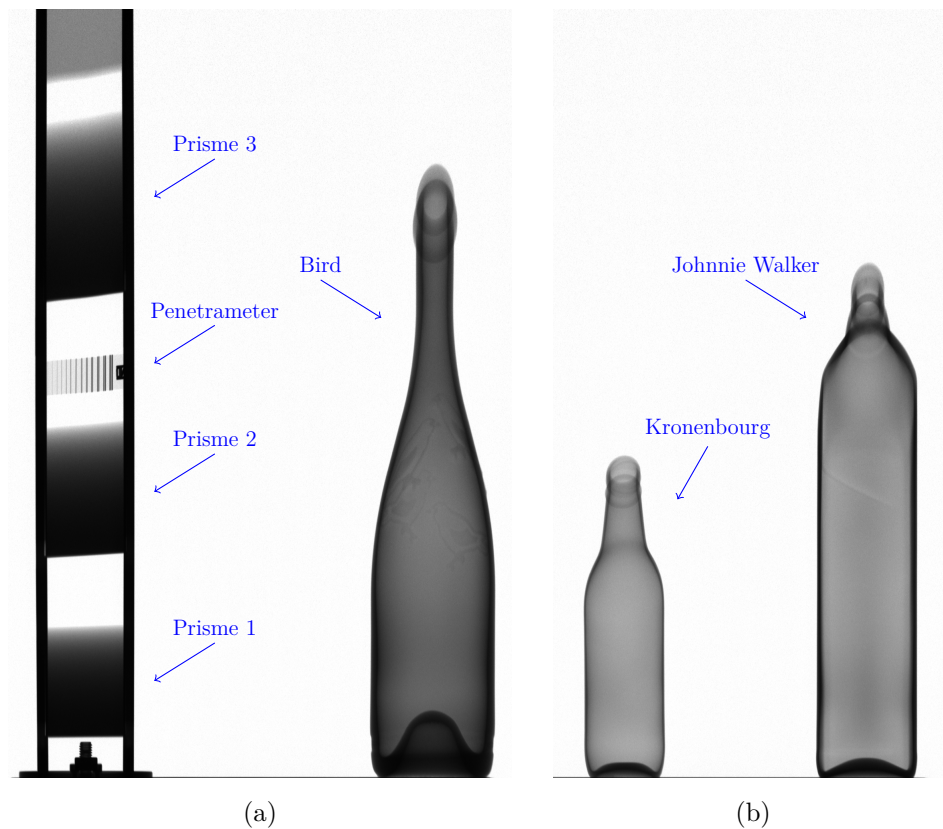 Prisme 3
Bird
Penetrameter
Prisme 2
Prisme 1
Johnnie Walker
Kronenbourg
(a)
(b)